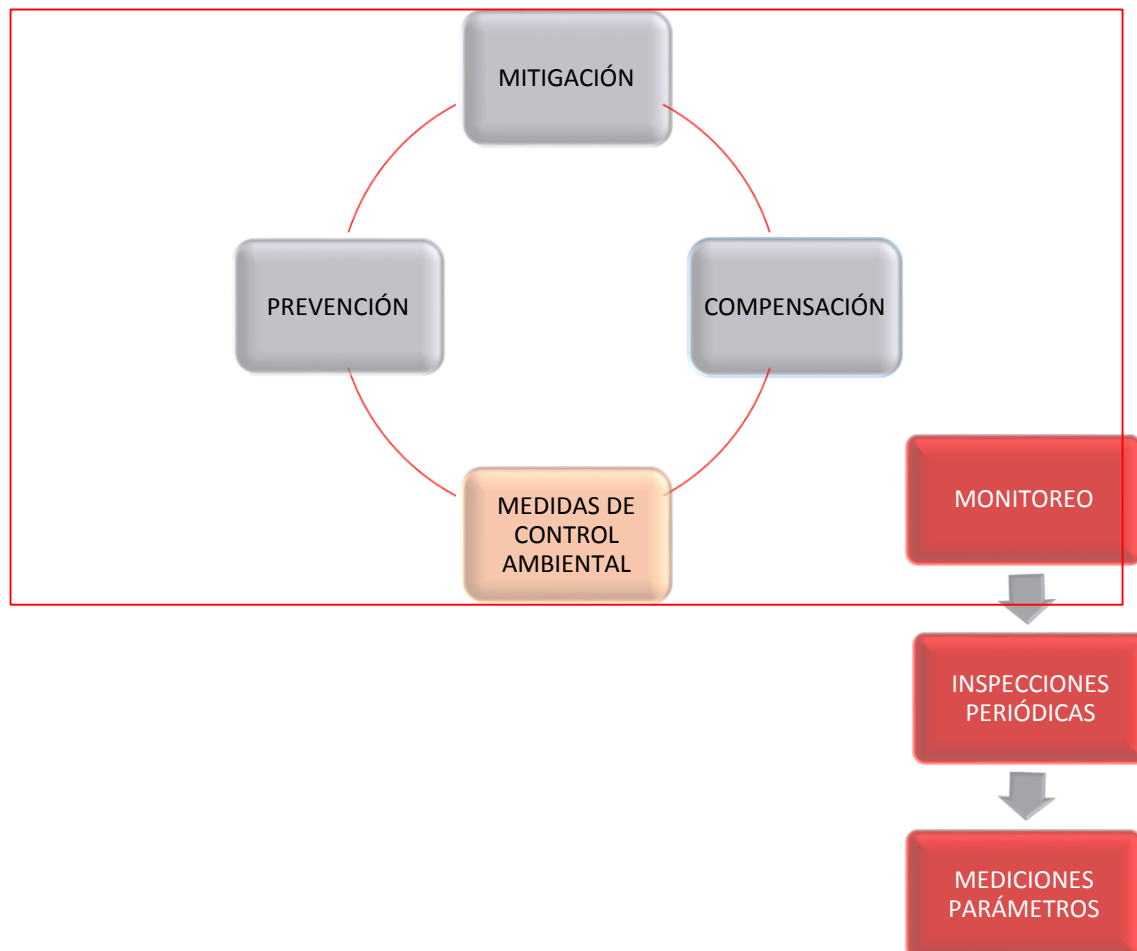 MITIGACIÓN
PREVENCIÓN
COMPENSACIÓN
MEDIDAS DE
CONTROL
AMBIENTAL
MONITOREO
INSPECCIONES
PERIÓDICAS
MEDICIONES
PARÁMETROS